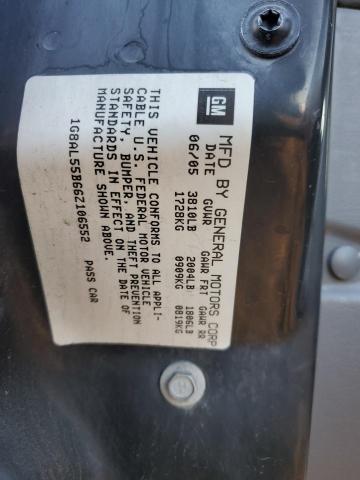 GM
MFD BY GENERAL MOTORS CORP
DATE GVWR GAWR FRT GAWR RR
06/05 3810LB 2004LB 1806LB
1728KG 0909KG 0819KG
THIS VEHICLE CONFORMS TO ALL APPLI-
CABLE U.S. FEDERAL MOTOR VEHICLE
SAFETY, BUMPER, AND THEFT PREVENTION
STANDARDS IN EFFECT ON THE DATE OF
MANUFACTURE SHOWN ABOVE.
1G8AL55B66Z106552 PASS CAR